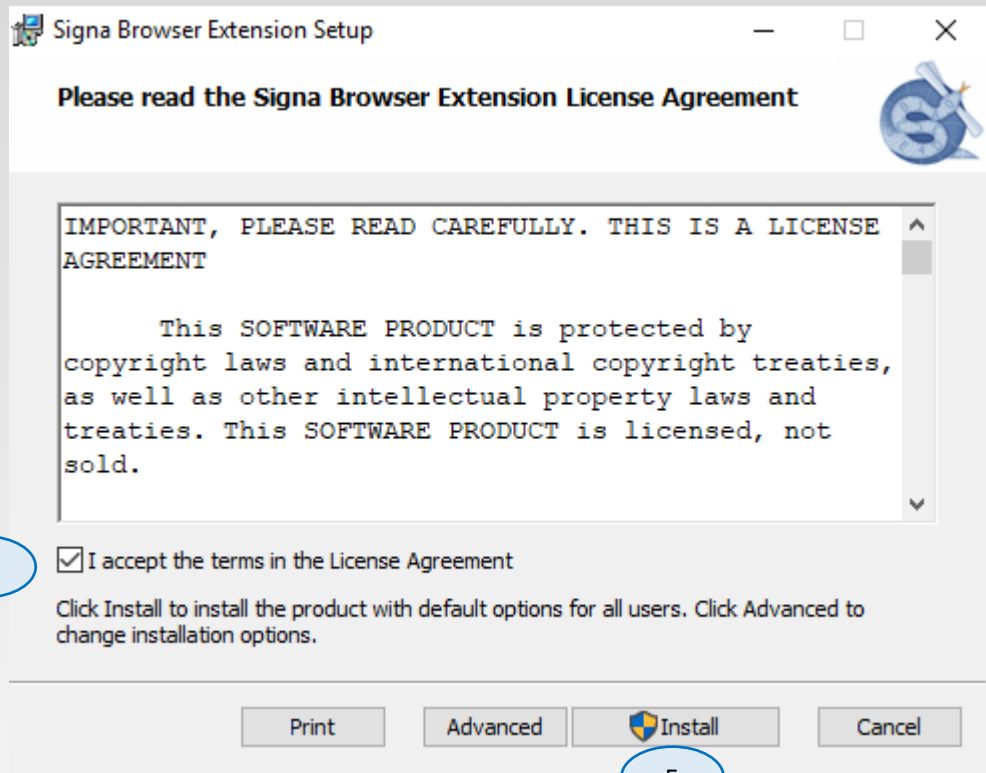 Signa Browser Extension Setup
Please read the Signa Browser Extension License Agreement
IMPORTANT, PLEASE READ CAREFULLY. THIS IS A LICENSE
AGREEMENT
This SOFTWARE PRODUCT is protected by
copyright laws and international copyright treaties,
as well as other intellectual property laws and
treaties. This SOFTWARE PRODUCT is licensed, not
sold.
I accept the terms in the License Agreement
Click Install to install the product with default options for all users. Click Advanced to
change installation options.
Print Advanced Install Cancel